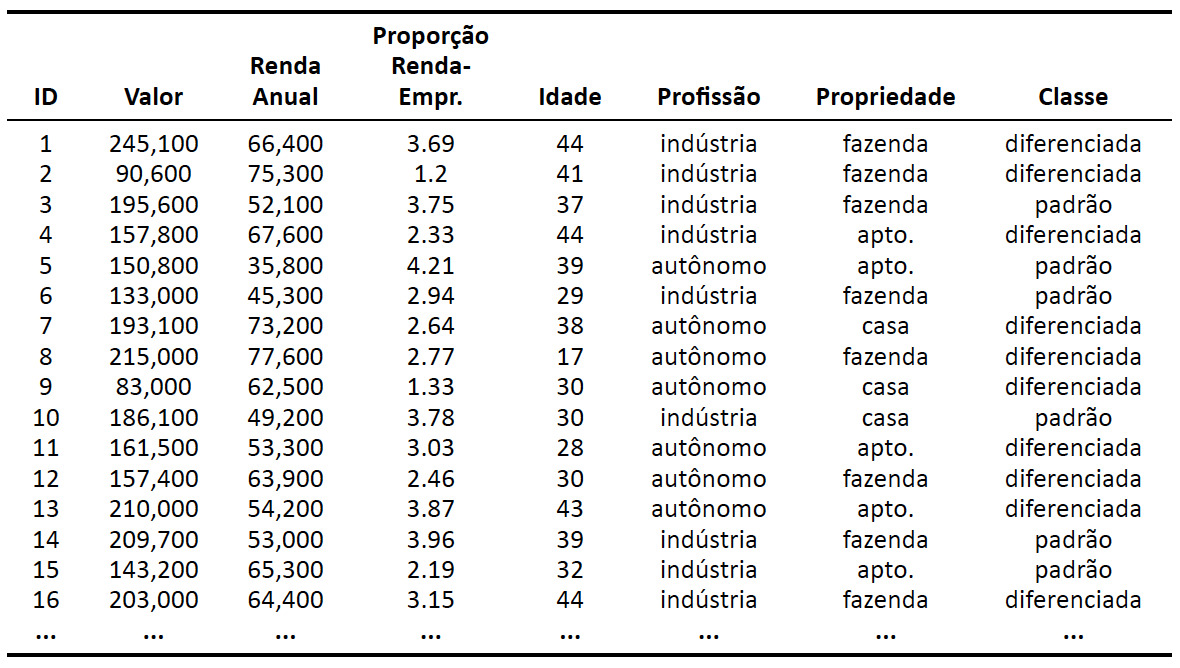 ID Valor Renda Anual Proporção Renda-Empr. Idade Profissão Propriedade Classe
1 245,100 66,400 3.69 44 indústria fazenda diferenciada
2 90,600 75,300 1.2 41 indústria fazenda diferenciada
3 195,600 52,100 3.75 37 indústria fazenda padrão
4 157,800 67,600 2.33 44 indústria apto. diferenciada
5 150,800 35,800 4.21 39 autônomo apto. padrão
6 133,000 45,300 2.94 29 indústria fazenda padrão
7 193,100 73,200 2.64 38 autônomo casa diferenciada
8 215,000 77,600 2.77 17 autônomo fazenda diferenciada
9 83,000 62,500 1.33 30 autônomo casa diferenciada
10 186,100 49,200 3.78 30 indústria casa padrão
11 161,500 53,300 3.03 28 autônomo apto. diferenciada
12 157,400 63,900 2.46 30 autônomo fazenda diferenciada
13 210,000 54,200 3.87 43 autônomo apto. diferenciada
14 209,700 53,000 3.96 39 indústria fazenda padrão
15 143,200 65,300 2.19 32 indústria apto. padrão
16 203,000 64,400 3.15 44 indústria fazenda diferenciada
... ... ... ... ... ... ... ...